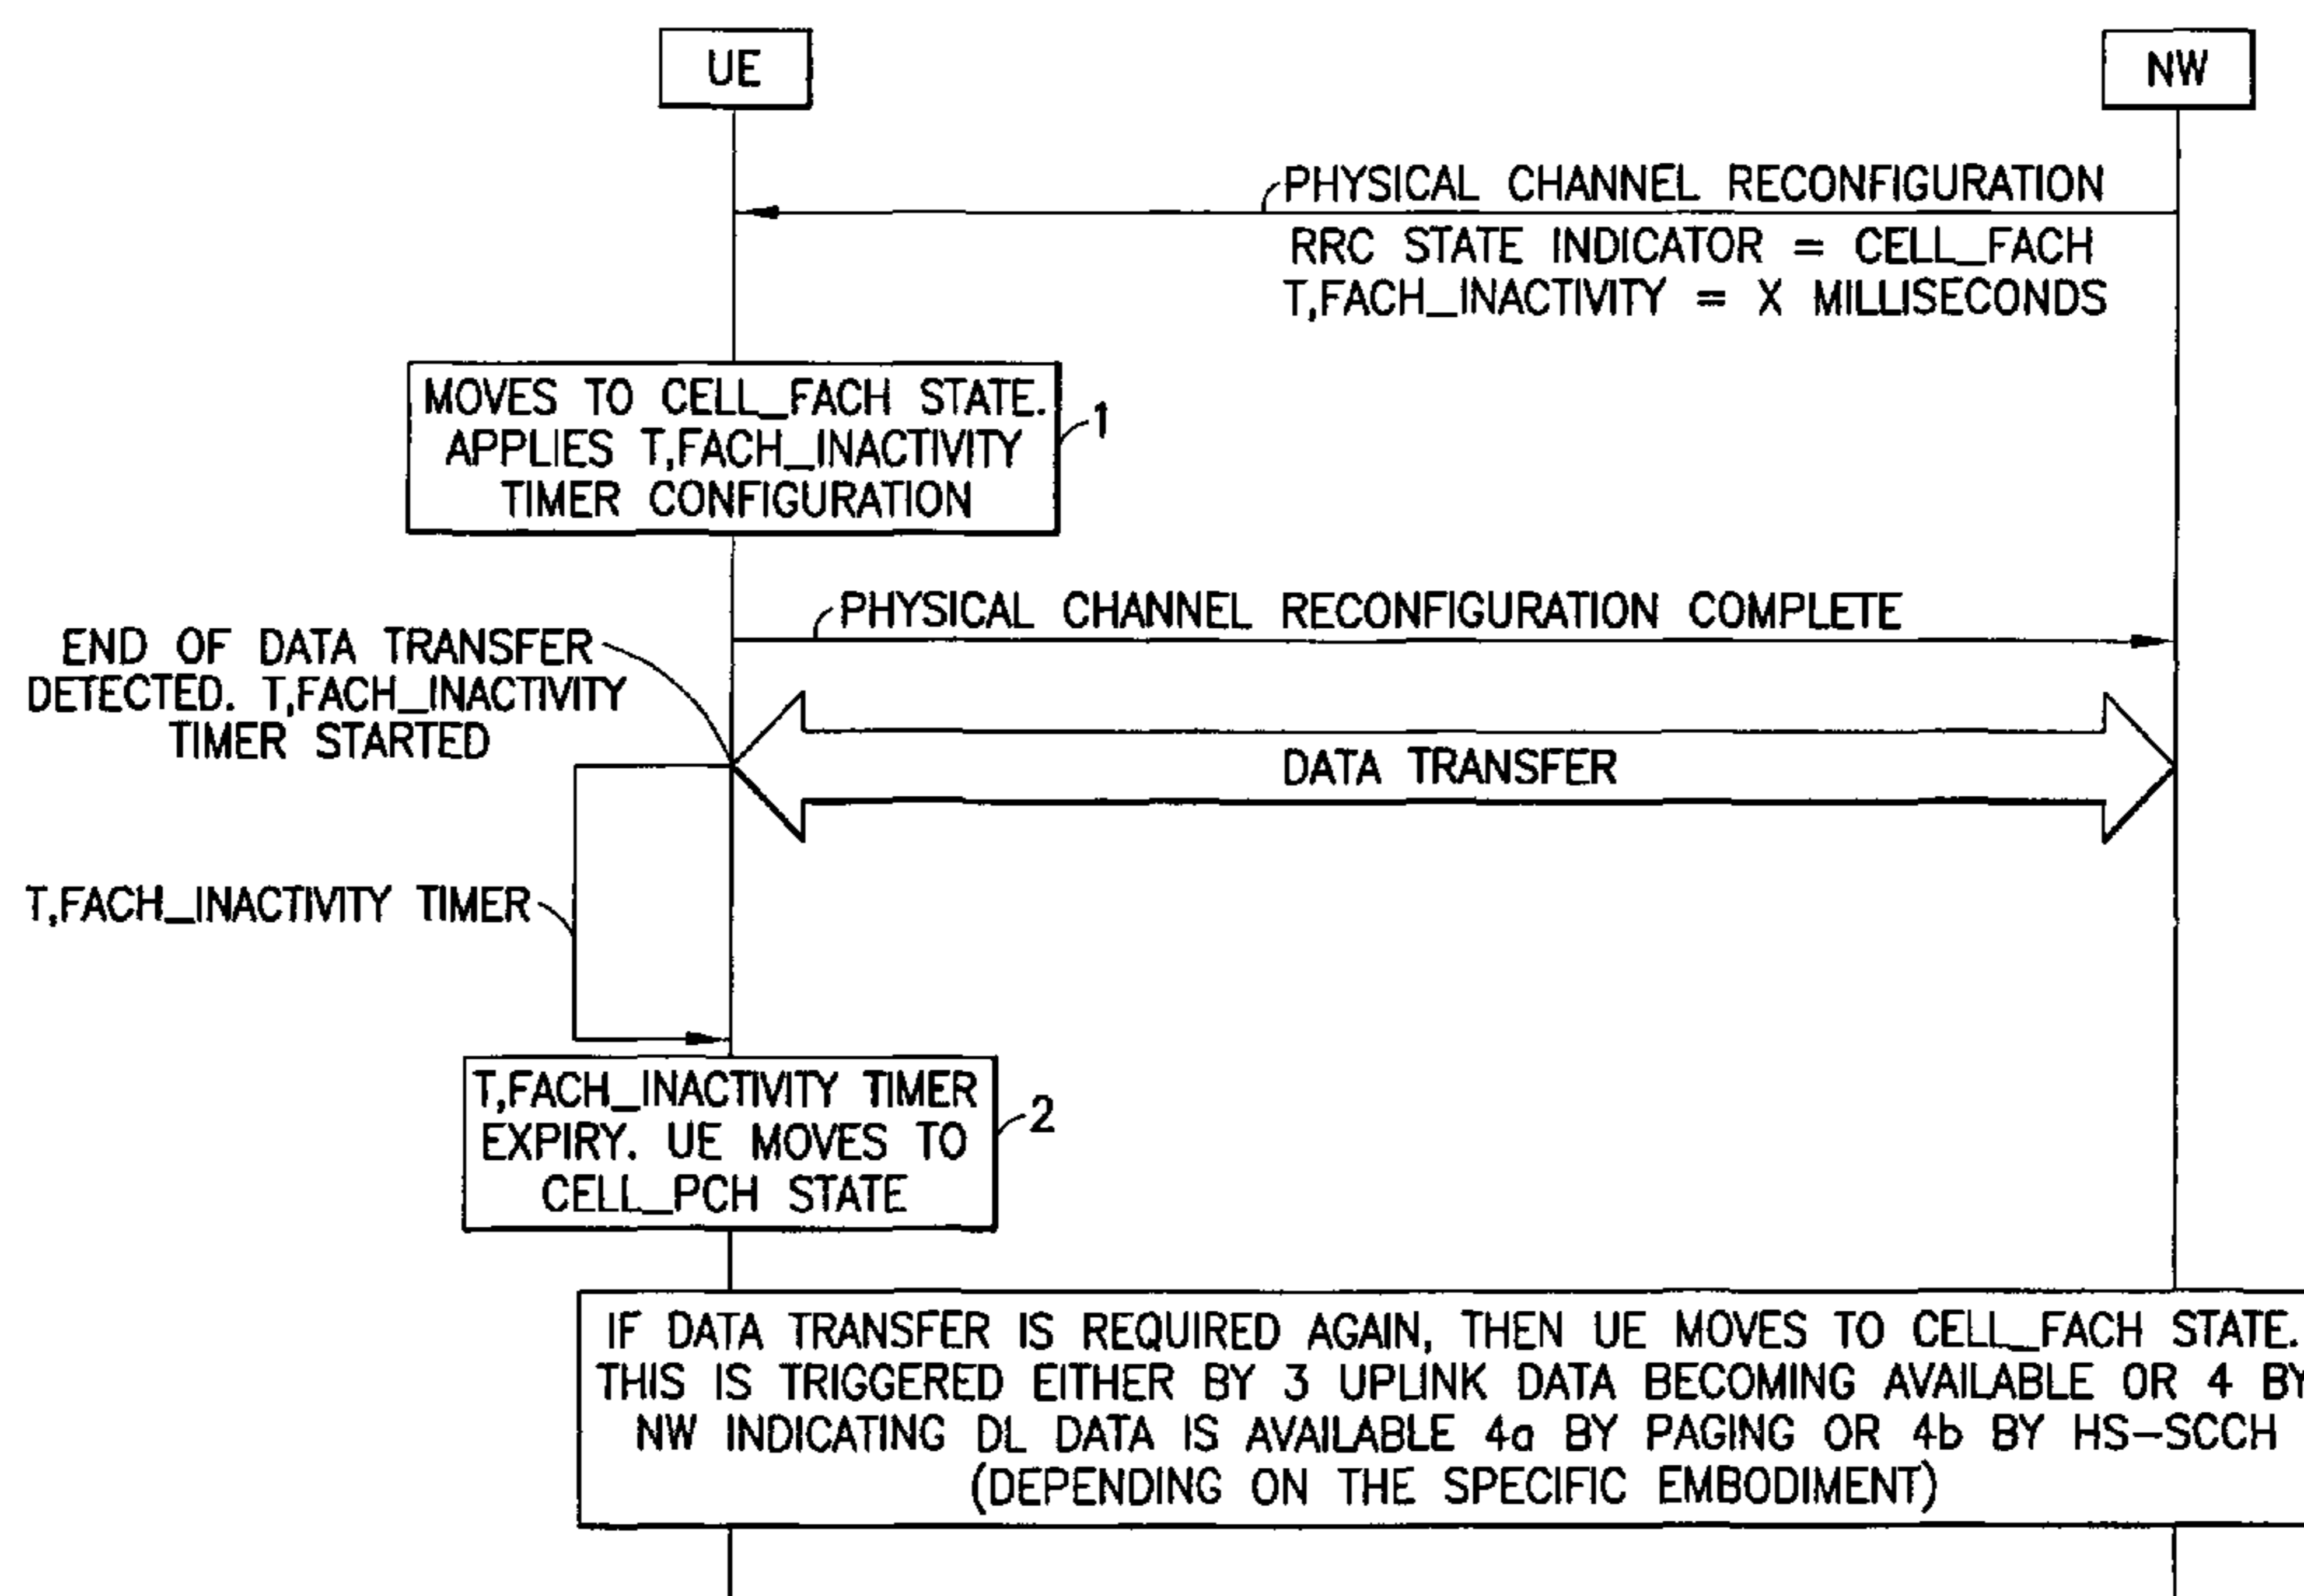 UE
NW
PHYSICAL CHANNEL RECONFIGURATION
RRC STATE INDICATOR = CELL_FACH
T,FACH_INACTIVITY = X MILLISECONDS
MOVES TO CELL_FACH STATE.
APPLIES T,FACH_INACTIVITY
TIMER CONFIGURATION
1
PHYSICAL CHANNEL RECONFIGURATION COMPLETE
END OF DATA TRANSFER
DETECTED. T,FACH_INACTIVITY
TIMER STARTED
DATA TRANSFER
T,FACH_INACTIVITY TIMER
T,FACH_INACTIVITY TIMER
EXPIRY. UE MOVES TO
CELL_PCH STATE
2
IF DATA TRANSFER IS REQUIRED AGAIN, THEN UE MOVES TO CELL_FACH STATE.
THIS IS TRIGGERED EITHER BY 3 UPLINK DATA BECOMING AVAILABLE OR 4 BY
NW INDICATING DL DATA IS AVAILABLE 4a BY PAGING OR 4b BY HS-SCCH
(DEPENDING ON THE SPECIFIC EMBODIMENT)